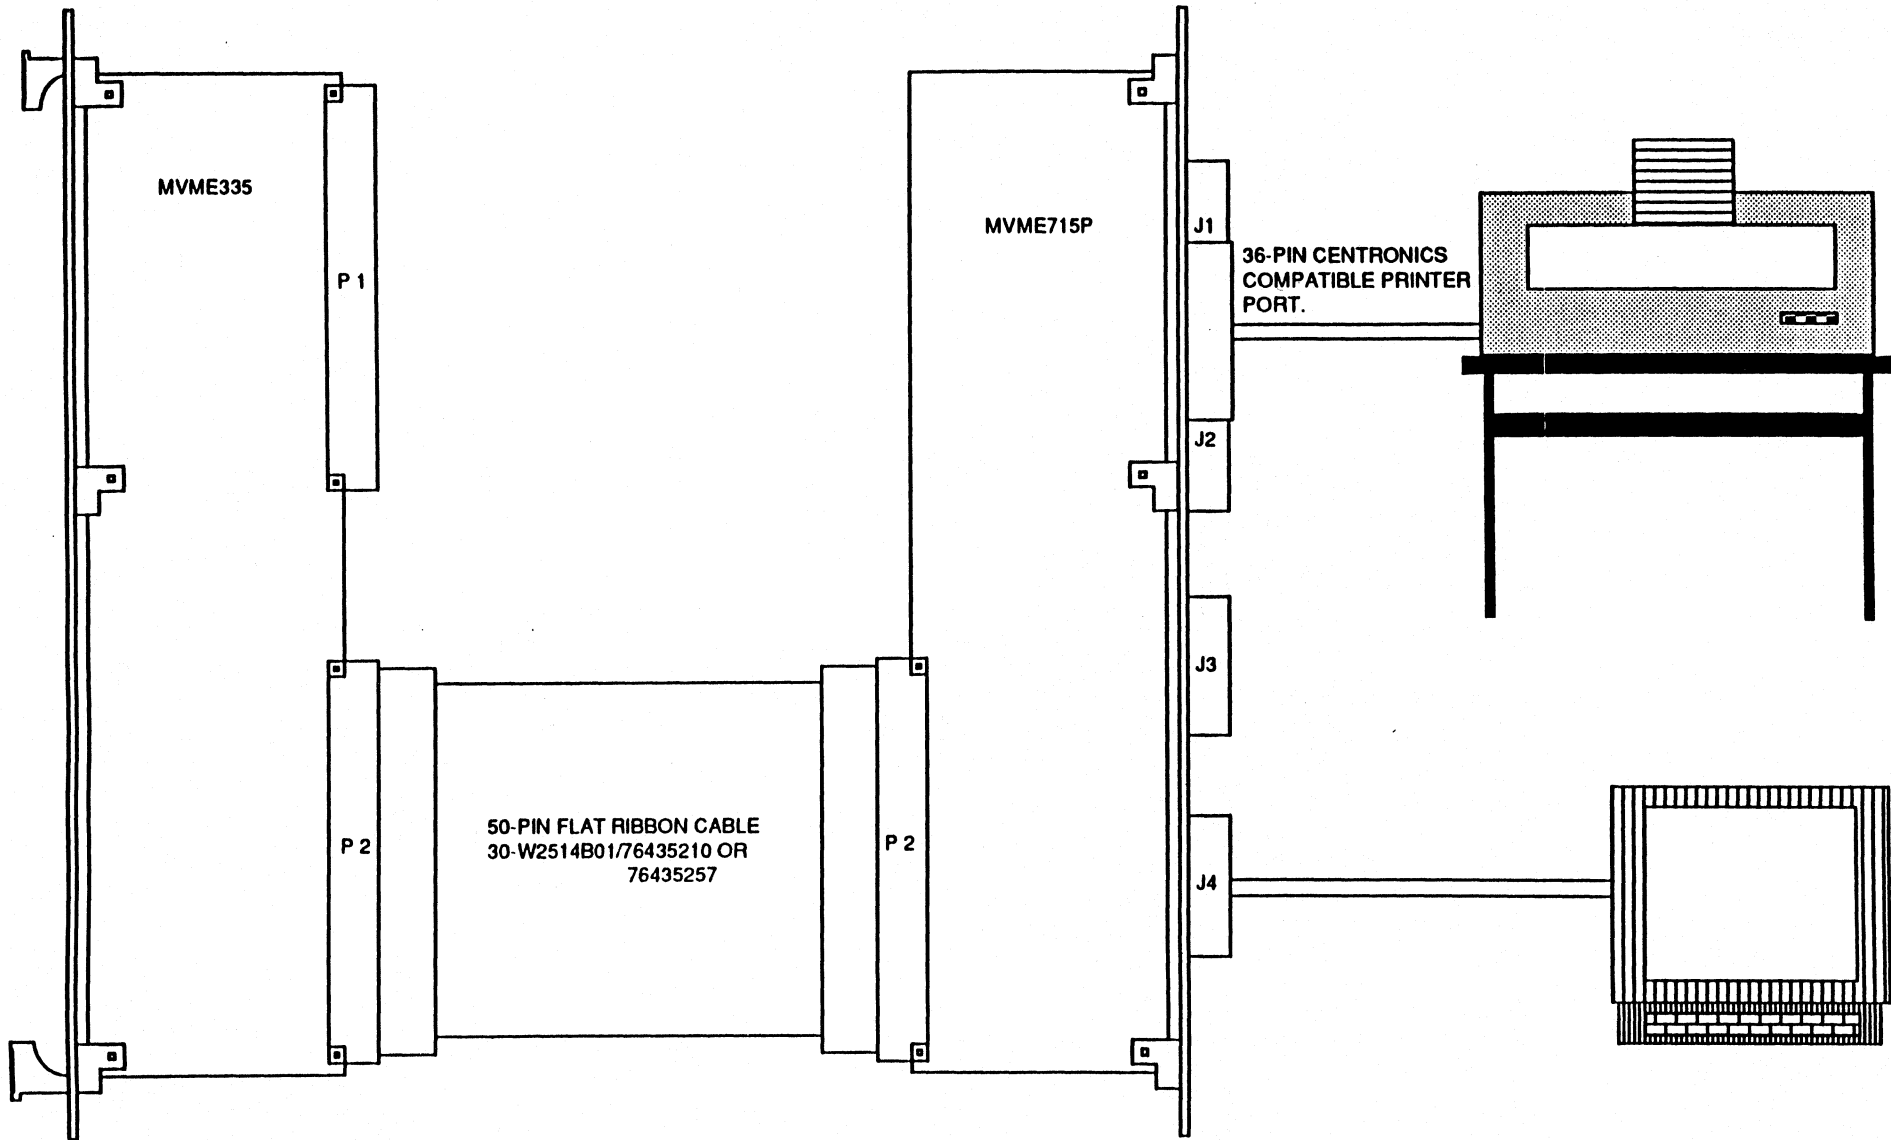 MVME335
P 1
MVME715P
J1
36-PIN CENTRONICS
COMPATIBLE PRINTER
PORT.
J2
J3
P 2
50-PIN FLAT RIBBON CABLE
30-W2514B01/76435210 OR
76435257
P 2
J4